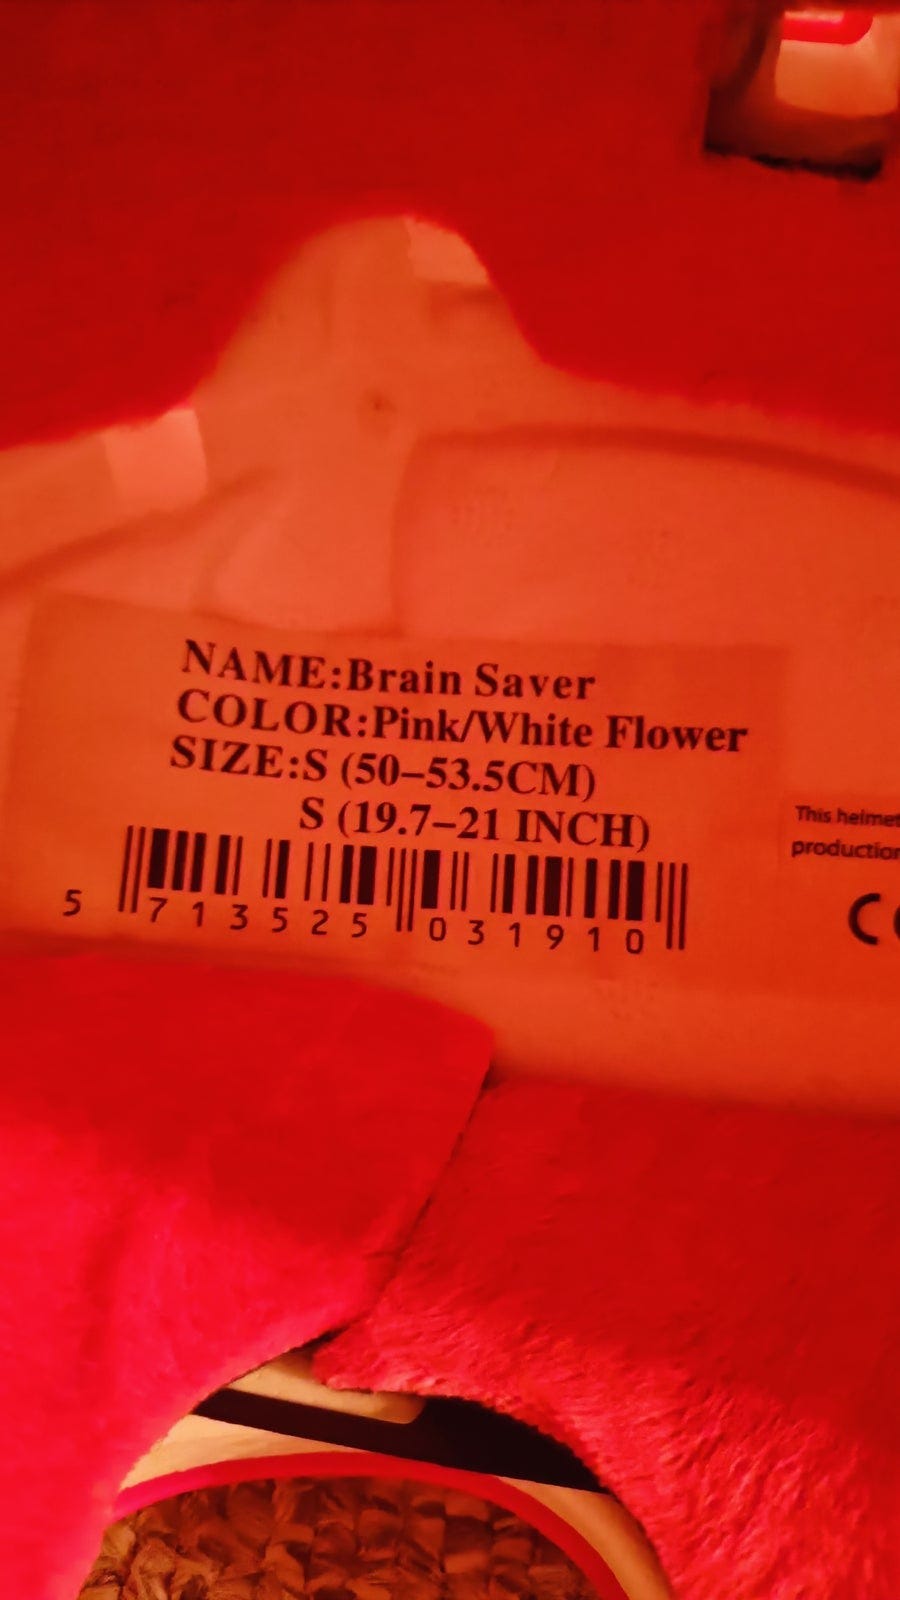 NAME:Brain Saver
COLOR:Pink/White Flower
SIZE:S (50–53.5CM)
S (19.7–21 INCH)
5 713525 031910
This helmet
production
CE